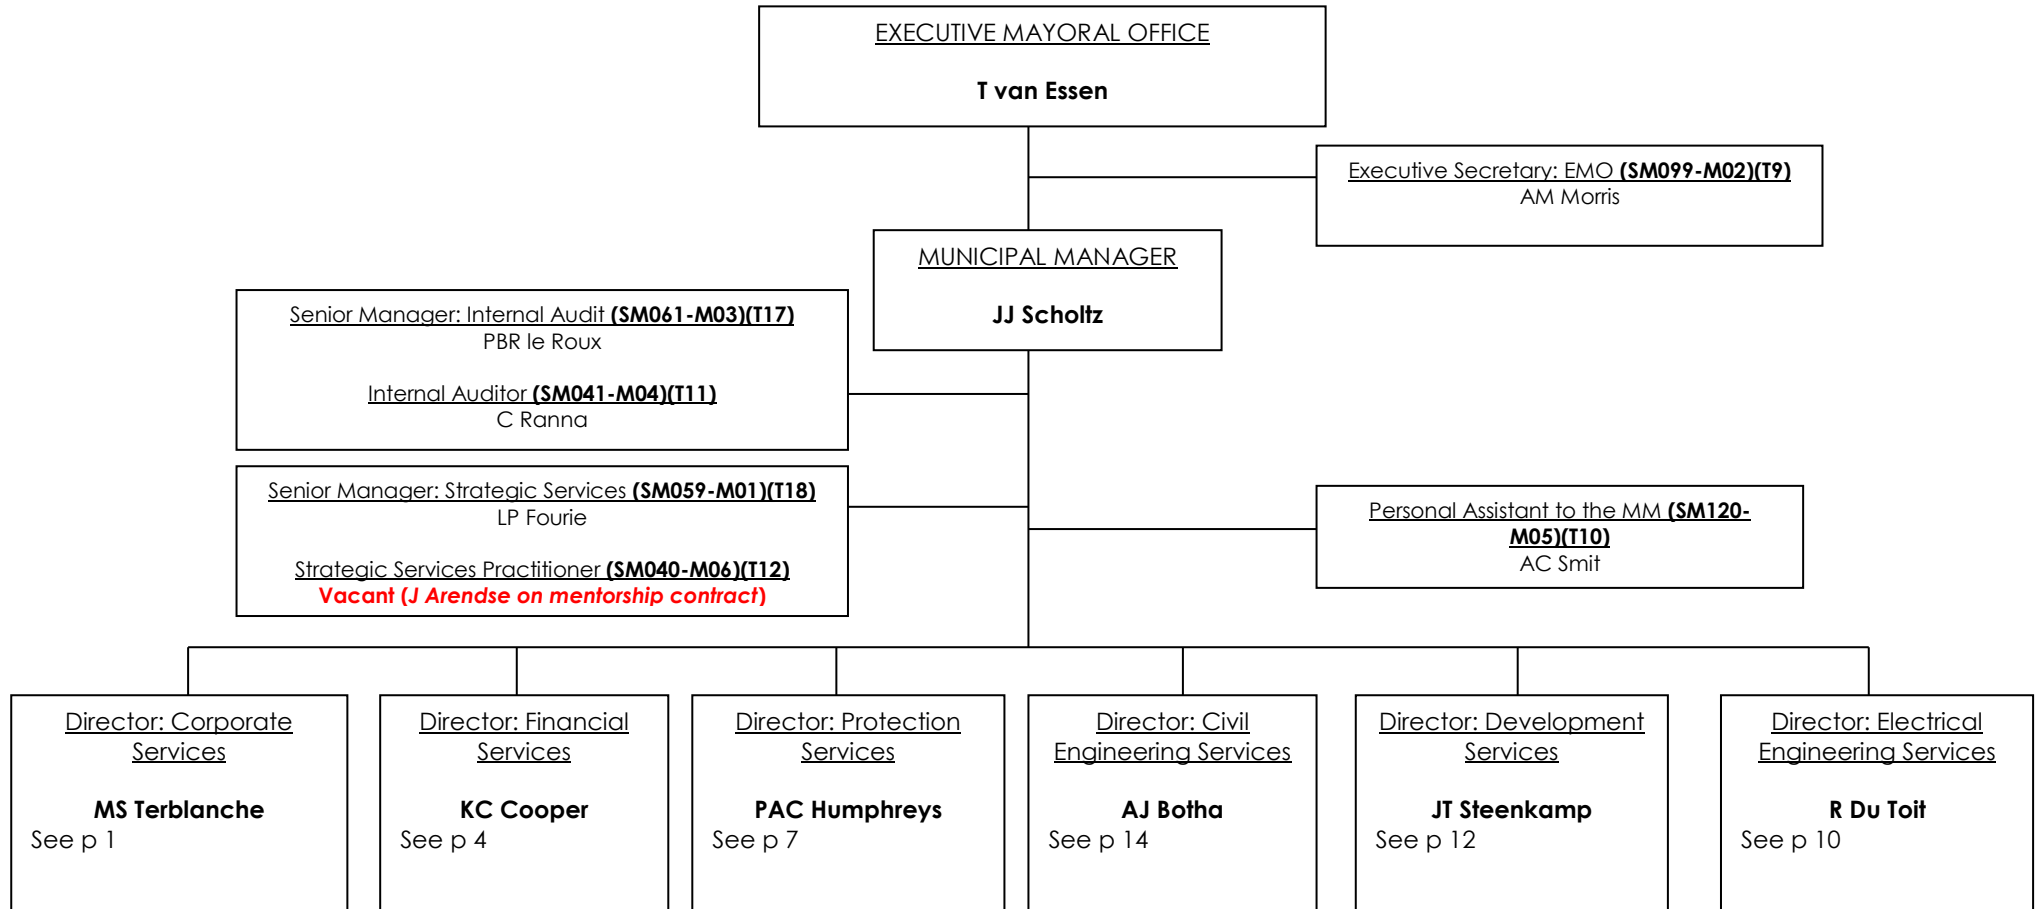 EXECUTIVE MAYORAL OFFICE
T van Essen
Executive Secretary: EMO (SM099-M02)(T9)
AM Morris
MUNICIPAL MANAGER
JJ Scholtz
Senior Manager: Internal Audit (SM061-M03)(T17)
PBR le Roux
Internal Auditor (SM041-M04)(T11)
C Ranna
Senior Manager: Strategic Services (SM059-M01)(T18)
LP Fourie
Strategic Services Practitioner (SM040-M06)(T12)
Vacant (J Arendse on mentorship contract)
Personal Assistant to the MM (SM120-
M05)(T10)
AC Smit
Director: Corporate
Services
MS Terblanche
See p 1
Director: Financial
Services
KC Cooper
See p 4
Director: Protection
Services
PAC Humphreys
See p 7
Director: Civil
Engineering Services
AJ Botha
See p 14
Director: Development
Services
JT Steenkamp
See p 12
Director: Electrical
Engineering Services
R Du Toit
See p 10